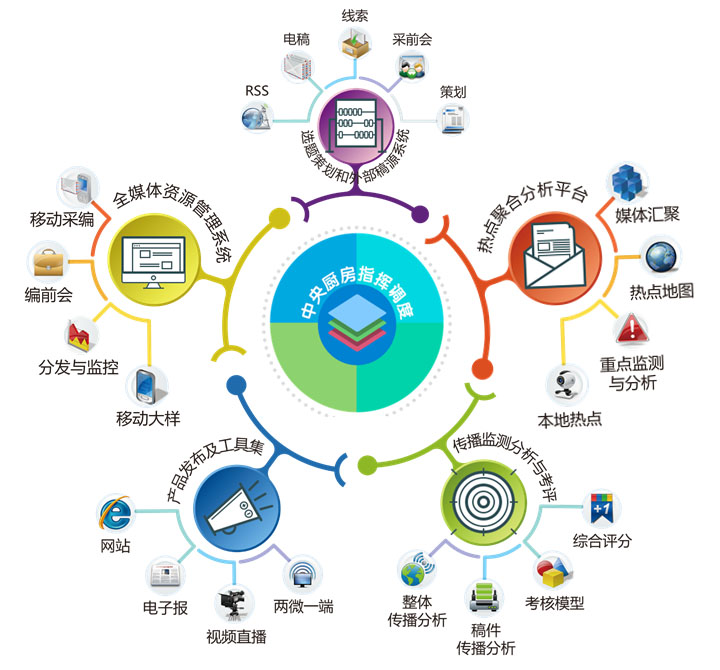 线索
电稿
采前会
RSS
策划
选题策划和外部稿源系统
全媒体资源管理系统
移动采编
编前会
分发与监控
移动大样
热点聚合分析平台
媒体汇聚
热点地图
重点监测
与分析
本地热点
中央厨房指挥调度
产品发布及工具集
网站
电子报
视频直播
两微一端
传播监测分析与考评
+1
综合评分
考核模型
稿件
传播分析
整体
传播分析